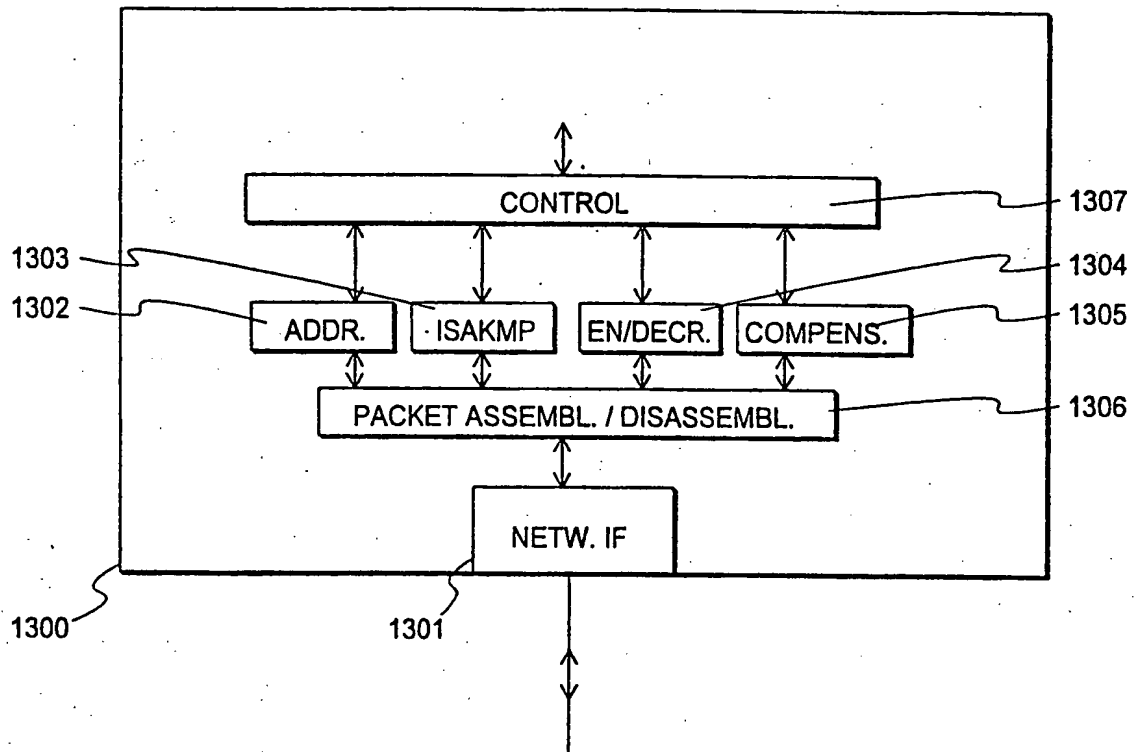 CONTROL
1307
1303
1304
1302
ADDR.
ISAKMP
EN/DECR.
COMPENS.
1305
PACKET ASSEMBL. / DISASSEMBL.
1306
NETW. IF
1300
1301